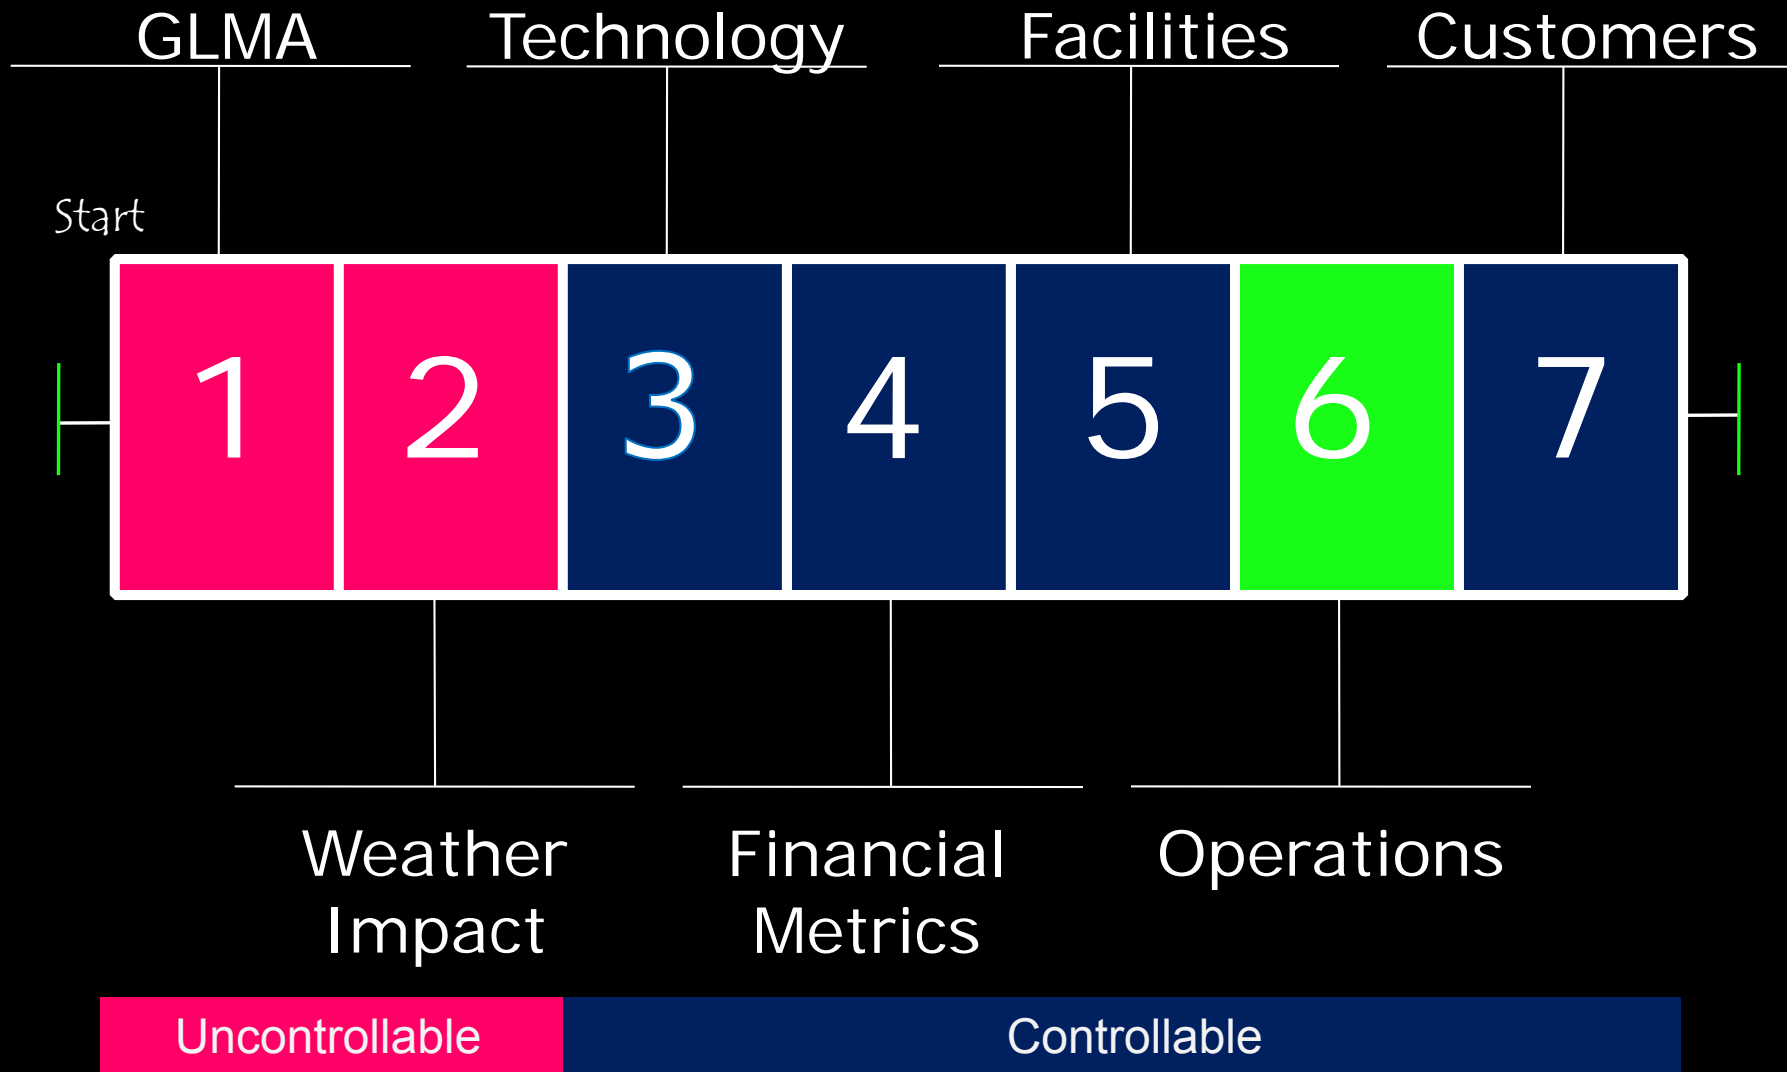 GLMA
Technology
Facilities
Customers
Start
1
2
3
4
5
6
7
Weather
Impact
Financial
Metrics
Operations
Uncontrollable
Controllable